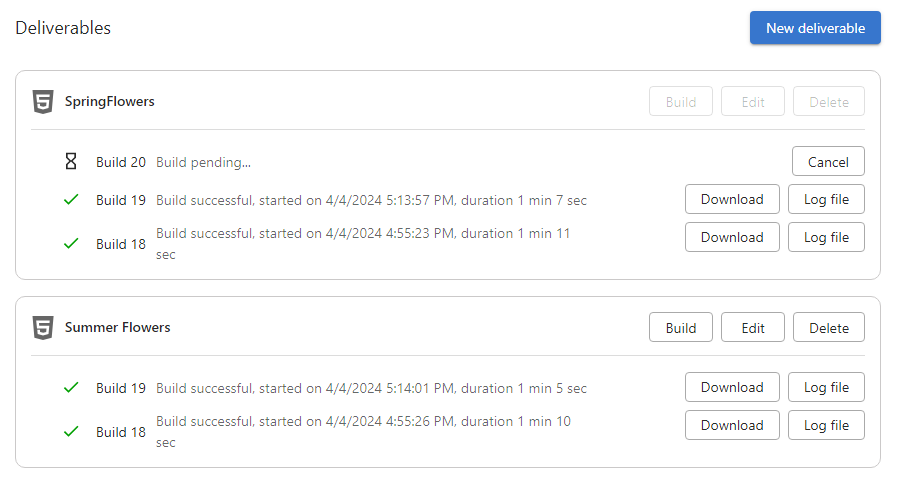 Deliverables
New deliverable
SpringFlowers
Build
Edit
Delete
Build 20 Build pending...
Cancel
Build 19 Build successful, started on 4/4/2024 5:13:57 PM, duration 1 min 7 sec
Download
Log file
Build 18 Build successful, started on 4/4/2024 4:55:23 PM, duration 1 min 11
sec
Download
Log file
Summer Flowers
Build
Edit
Delete
Build 19 Build successful, started on 4/4/2024 5:14:01 PM, duration 1 min 5 sec
Download
Log file
Build 18 Build successful, started on 4/4/2024 4:55:26 PM, duration 1 min 10
sec
Download
Log file